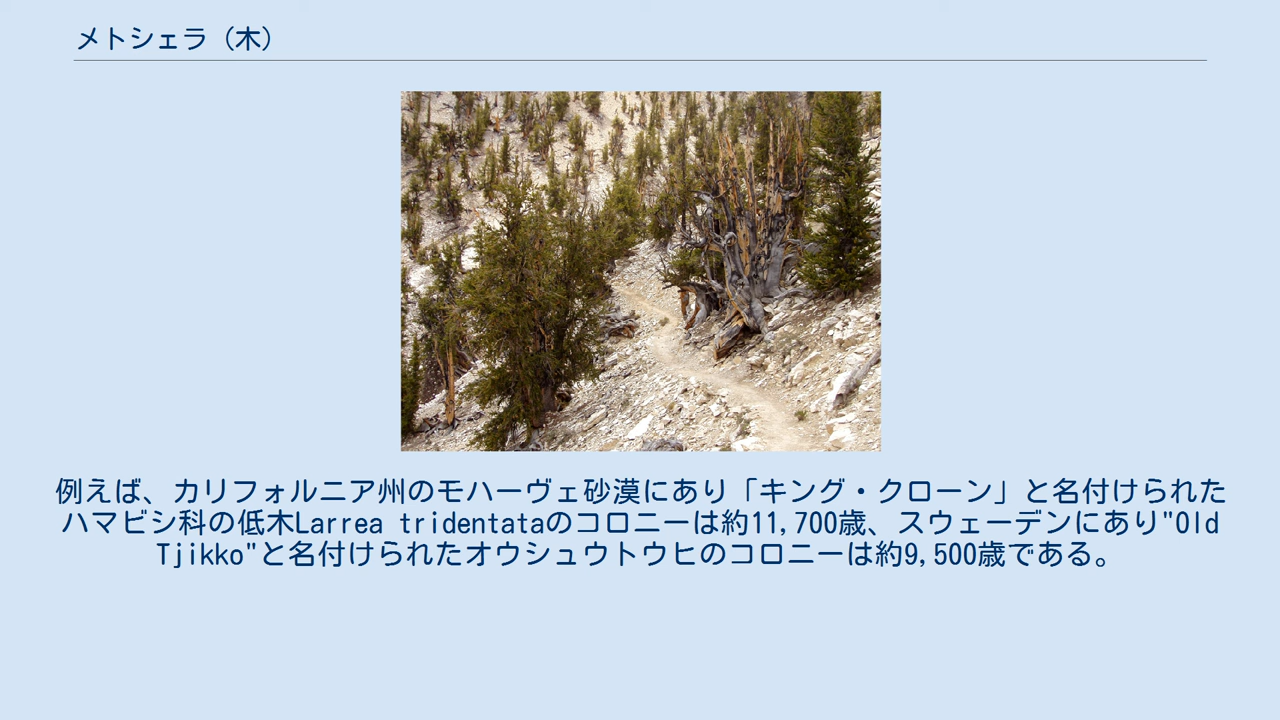 メトシェラ（木）
例えば、カリフォルニア州のモハーヴェ砂漠にあり「キング・クローン」と名付けられた
ハマビシ科の低木Larrea tridentataのコロニーは約11,700歳、スウェーデンにあり"Old
Tjikko"と名付けられたオウシュウトウヒのコロニーは約9,500歳である。